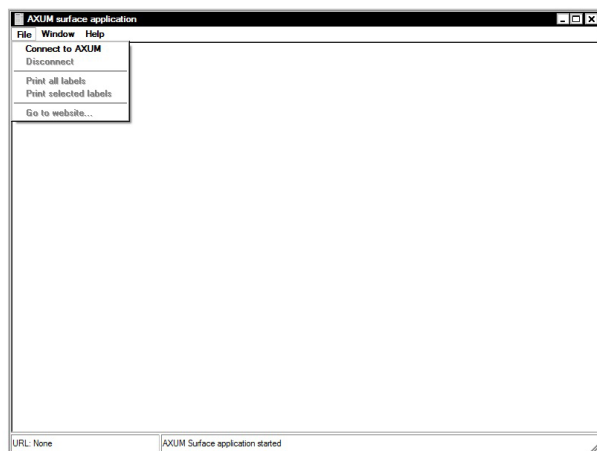 AXUM surface application
File Window Help
Connect to AXUM
Disconnect
Print all labels
Print selected labels
Go to website...
URL: None
AXUM Surface application started